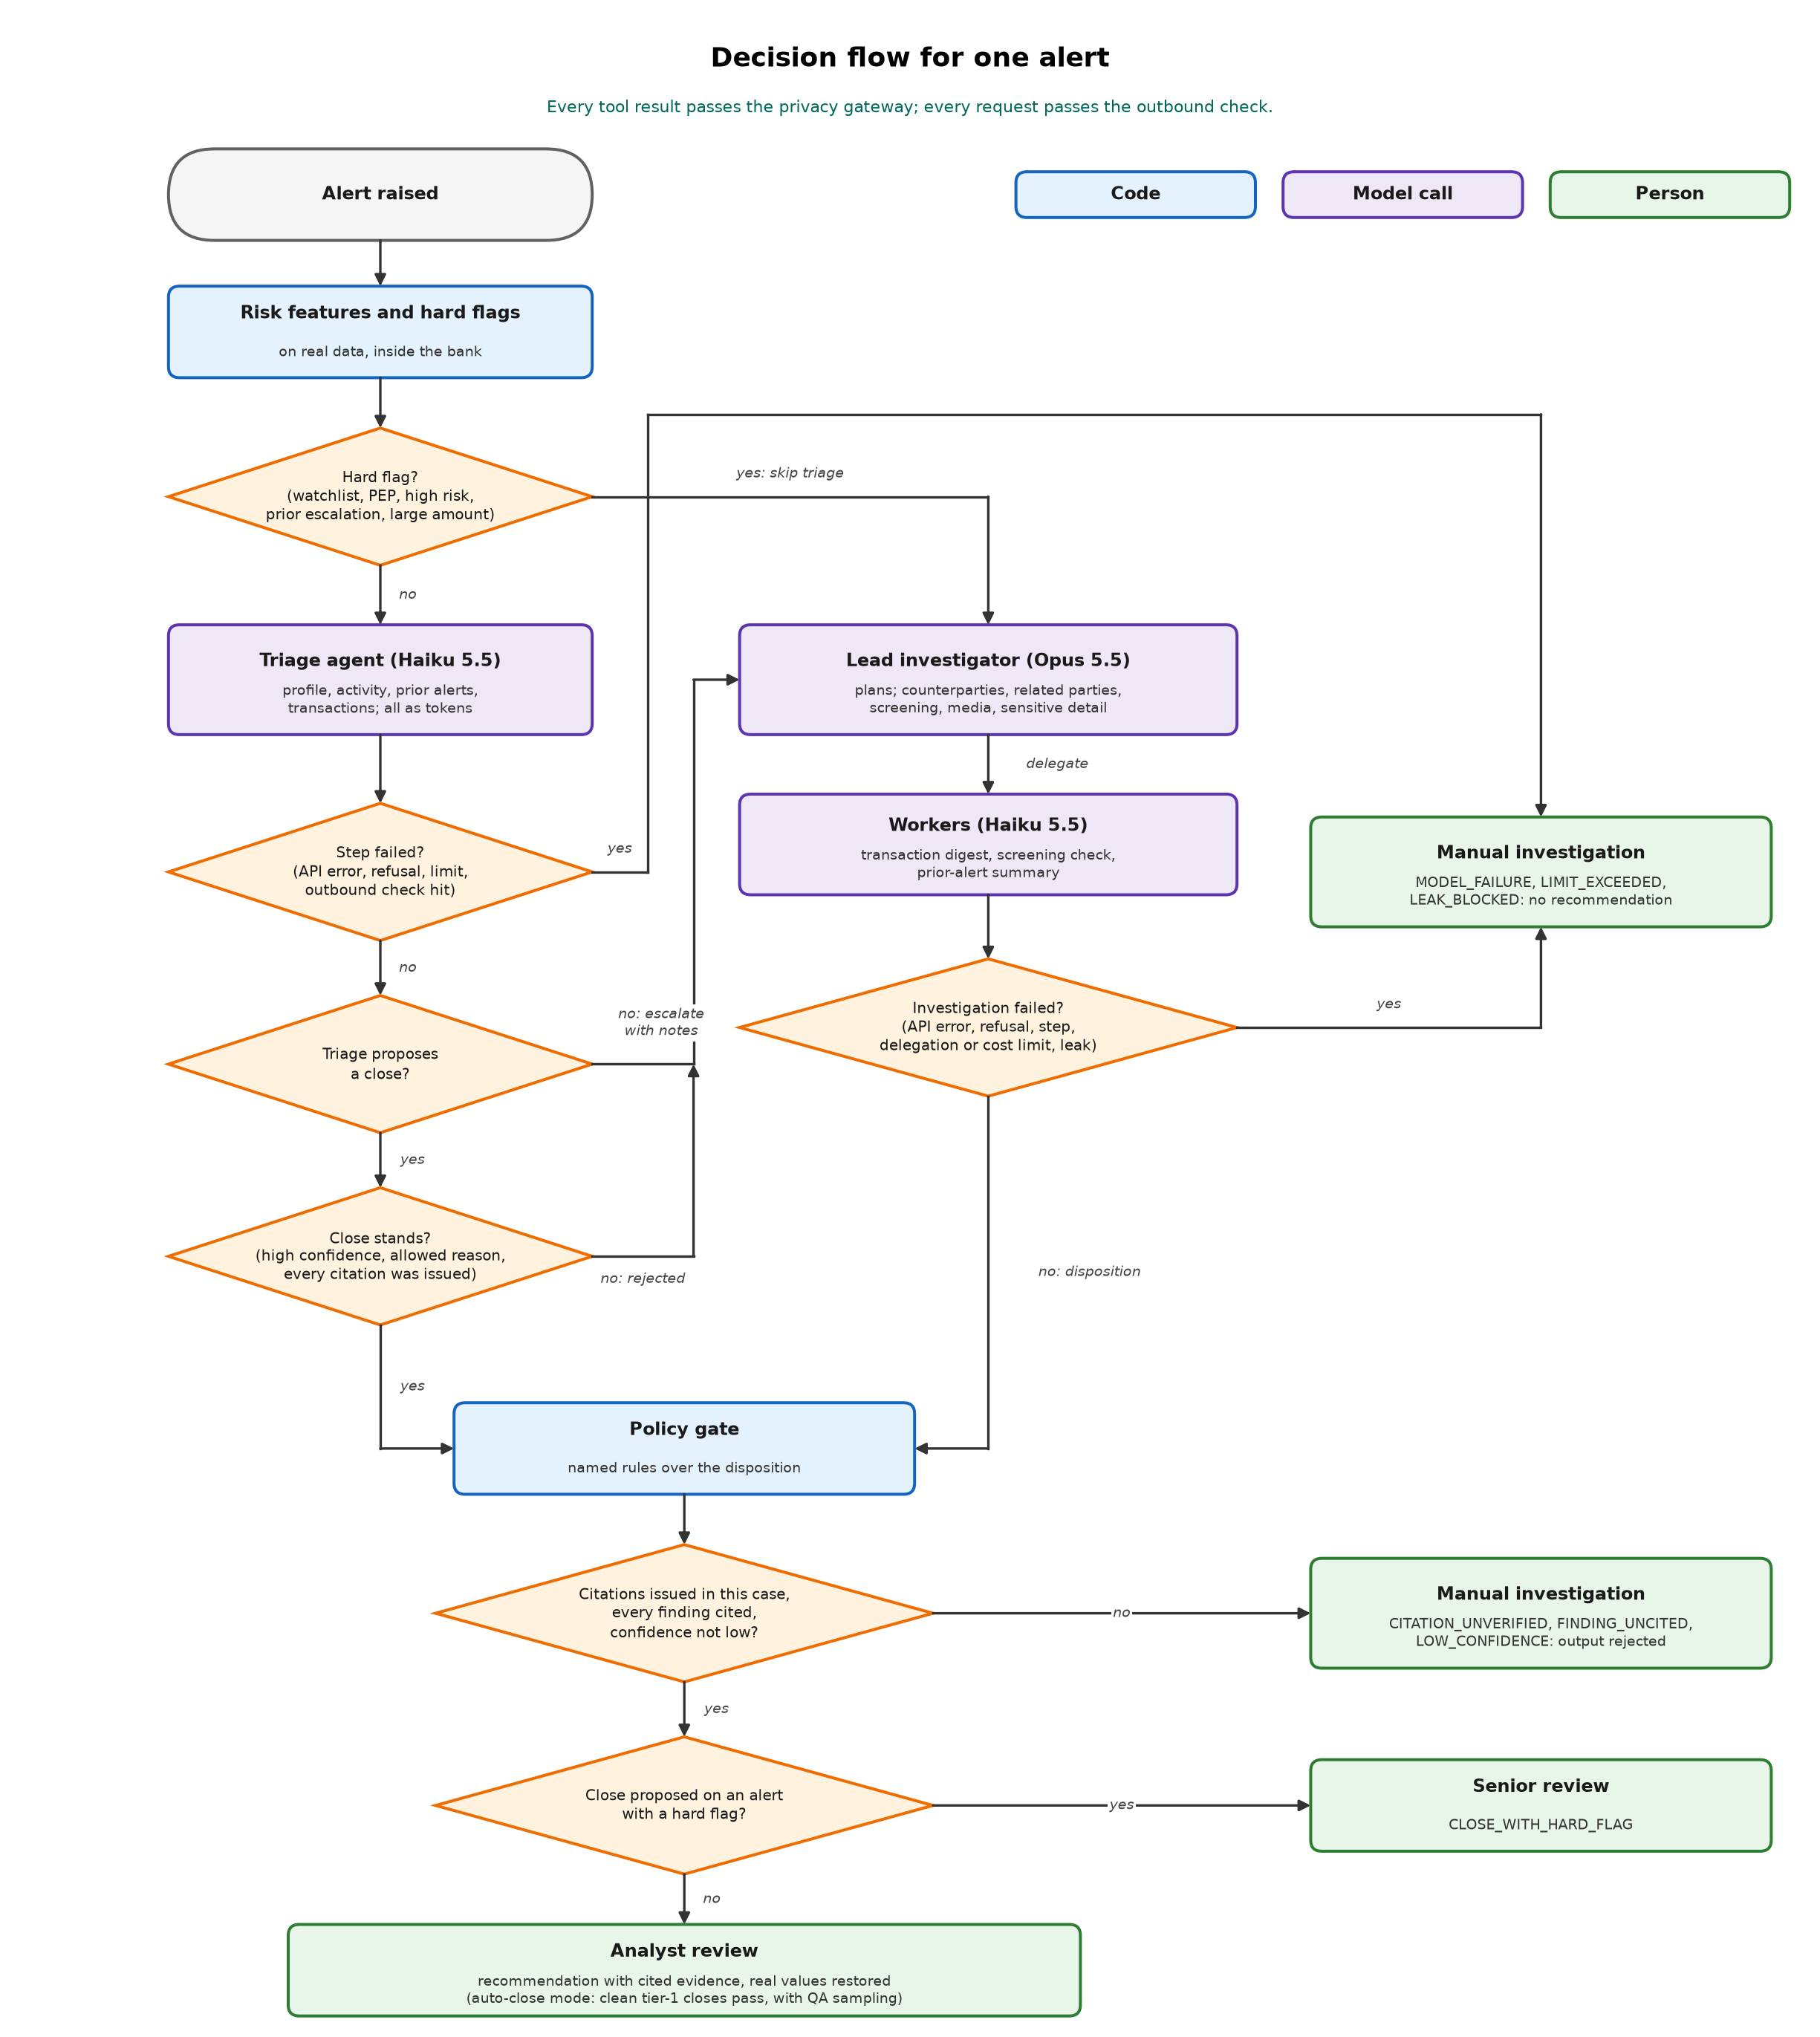 Decision flow for one alert
Every tool result passes the privacy gateway; every request passes the outbound check.
Alert raised
Code
Model call
Person
Risk features and hard flags
on real data, inside the bank
Hard flag?
(watchlist, PEP, high risk,
prior escalation, large amount)
yes: skip triage
no
Triage agent (Haiku 5.5)
profile, activity, prior alerts,
transactions; all as tokens
Lead investigator (Opus 5.5)
plans; counterparties, related parties,
screening, media, sensitive detail
delegate
Workers (Haiku 5.5)
transaction digest, screening check,
prior-alert summary
Step failed?
(API error, refusal, limit,
outbound check hit)
yes
Manual investigation
MODEL_FAILURE, LIMIT_EXCEEDED,
LEAK_BLOCKED: no recommendation
no
no: escalate
with notes
Investigation failed?
(API error, refusal, step,
delegation or cost limit, leak)
yes
Triage proposes
a close?
yes
Close stands?
(high confidence, allowed reason,
every citation was issued)
no: rejected
no: disposition
yes
Policy gate
named rules over the disposition
Citations issued in this case,
every finding cited,
confidence not low?
no
Manual investigation
CITATION_UNVERIFIED, FINDING_UNCITED,
LOW_CONFIDENCE: output rejected
yes
Close proposed on an alert
with a hard flag?
yes
Senior review
CLOSE_WITH_HARD_FLAG
no
Analyst review
recommendation with cited evidence, real values restored
(auto-close mode: clean tier-1 closes pass, with QA sampling)